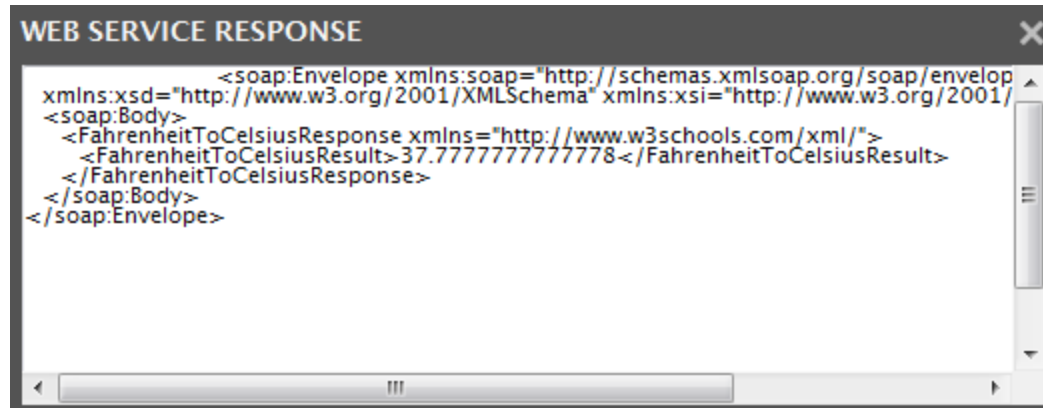 WEB SERVICE RESPONSE
<soap:Envelope xmlns:soap="http://schemas.xmlsoap.org/soap/envelop
xmlns:xsd="http://www.w3.org/2001/XMLSchema" xmlns:xsi="http://www.w3.org/2001/
<soap:Body>
<FahrenheitToCelsiusResponse xmlns="http://www.w3schools.com/xml/">
<FahrenheitToCelsiusResult>37.7777777777778</FahrenheitToCelsiusResult>
</FahrenheitToCelsiusResponse>
</soap:Body>
</soap:Envelope>